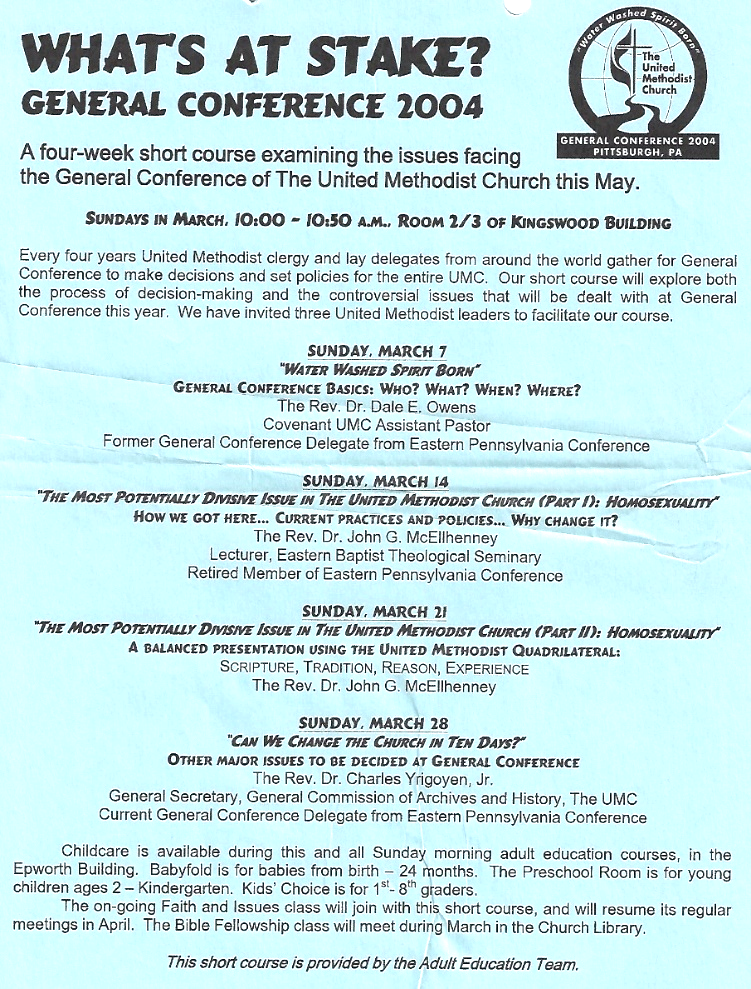 WHAT'S AT STAKE?
GENERAL CONFERENCE 2004
"Water Washed Spirit Born"
The
United
Methodist
Church
GENERAL CONFERENCE 2004
PITTSBURGH, PA
A four-week short course examining the issues facing
the General Conference of The United Methodist Church this May.
SUNDAYS IN MARCH, 10:00 - 10:50 A.M., ROOM 2/3 OF KINGSWOOD BUILDING
Every four years United Methodist clergy and lay delegates from around the world gather for General
Conference to make decisions and set policies for the entire UMC. Our short course will explore both
the process of decision-making and the controversial issues that will be dealt with at General
Conference this year. We have invited three United Methodist leaders to facilitate our course.
SUNDAY, MARCH 7
"WATER WASHED SPIRIT BORN"
GENERAL CONFERENCE BASICS: WHO? WHAT? WHEN? WHERE?
The Rev. Dr. Dale E. Owens
Covenant UMC Assistant Pastor
Former General Conference Delegate from Eastern Pennsylvania Conference
SUNDAY, MARCH 14
"THE MOST POTENTIALLY DIVISIVE ISSUE IN THE UNITED METHODIST CHURCH (PART I): HOMOSEXUALITY"
HOW WE GOT HERE... CURRENT PRACTICES AND POLICIES... WHY CHANGE IT?
The Rev. Dr. John G. McEllhenney
Lecturer, Eastern Baptist Theological Seminary
Retired Member of Eastern Pennsylvania Conference
SUNDAY, MARCH 21
"THE MOST POTENTIALLY DIVISIVE ISSUE IN THE UNITED METHODIST CHURCH (PART II): HOMOSEXUALITY"
A BALANCED PRESENTATION USING THE UNITED METHODIST QUADRILATERAL:
SCRIPTURE, TRADITION, REASON, EXPERIENCE
The Rev. Dr. John G. McEllhenney
SUNDAY, MARCH 28
"CAN WE CHANGE THE CHURCH IN TEN DAYS?"
OTHER MAJOR ISSUES TO BE DECIDED AT GENERAL CONFERENCE
The Rev. Dr. Charles Yrigoyen, Jr.
General Secretary, General Commission of Archives and History, The UMC
Current General Conference Delegate from Eastern Pennsylvania Conference
Childcare is available during this and all Sunday morning adult education courses, in the
Epworth Building. Babyfold is for babies from birth – 24 months. The Preschool Room is for young
children ages 2 – Kindergarten. Kids' Choice is for 1st- 8th graders.
The on-going Faith and Issues class will join with this short course, and will resume its regular
meetings in April. The Bible Fellowship class will meet during March in the Church Library.
This short course is provided by the Adult Education Team.